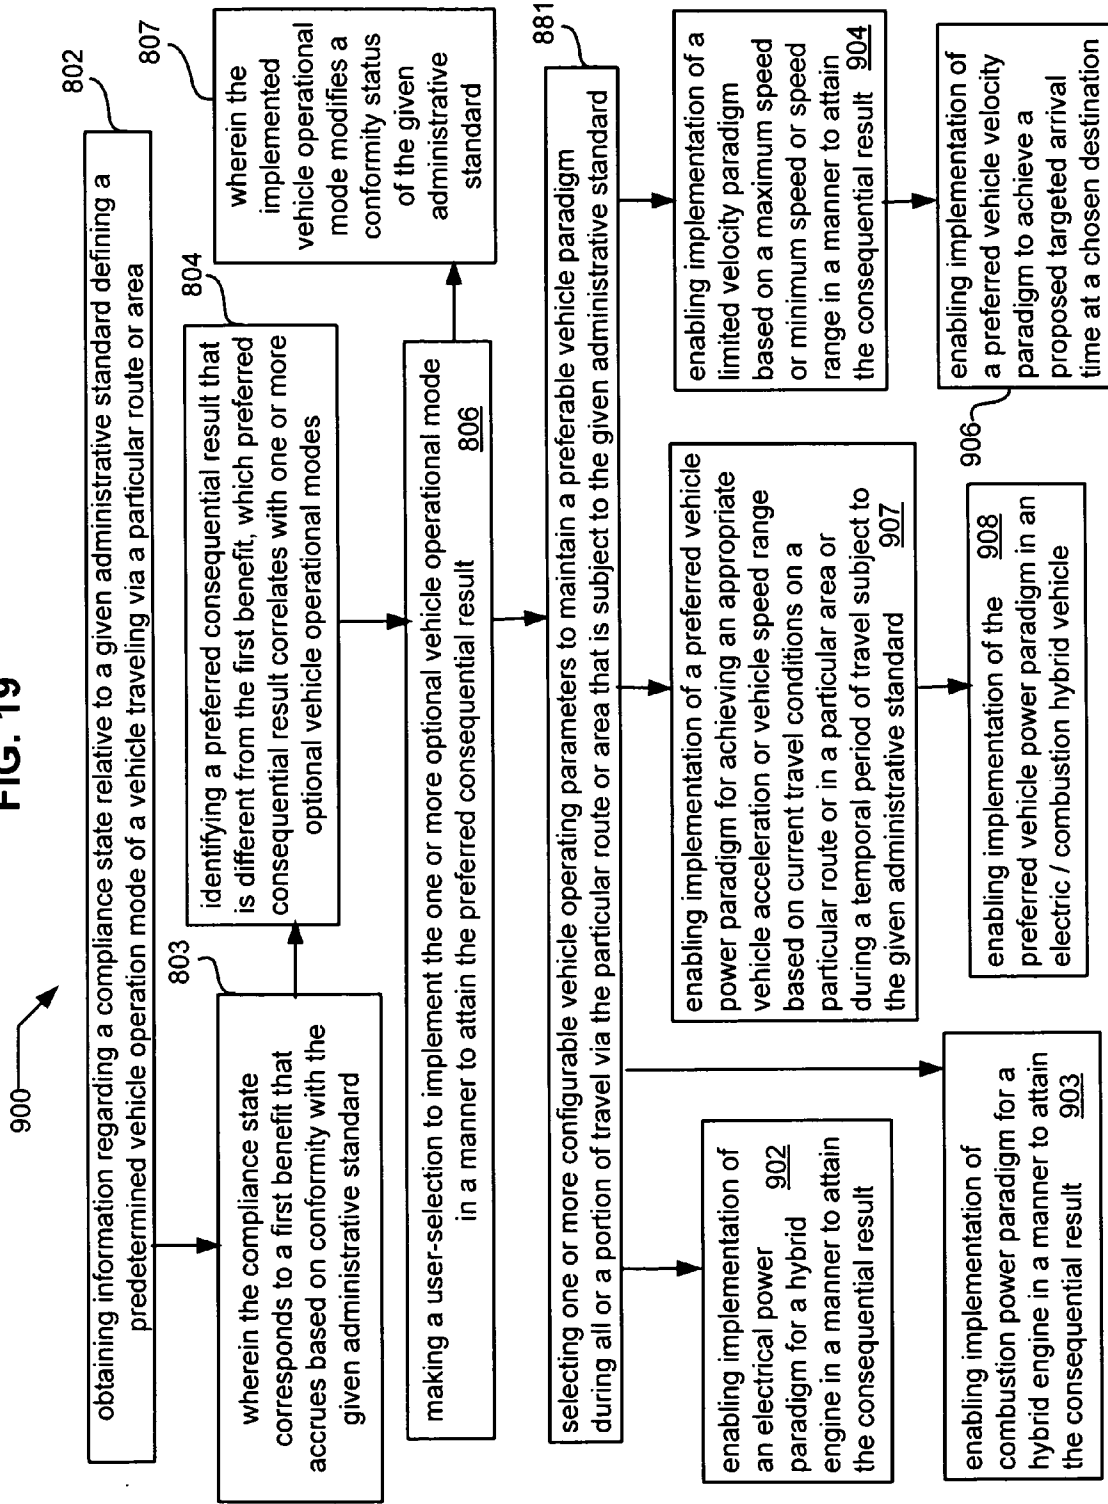 FIG. 19
900
802
obtaining information regarding a compliance state relative to a given administrative standard defining a
predetermined vehicle operation mode of a vehicle traveling via a particular route or area
803
wherein the compliance state
corresponds to a first benefit that
accrues based on conformity with the
given administrative standard
804
identifying a preferred consequential result that
is different from the first benefit, which preferred
consequential result correlates with one or more
optional vehicle operational modes
807
wherein the
implemented
vehicle operational
mode modifies a
conformity status
of the given
administrative
standard
making a user-selection to implement the one or more optional vehicle operational mode
in a manner to attain the preferred consequential result 806
881
selecting one or more configurable vehicle operating parameters to maintain a preferable vehicle paradigm
during all or a portion of travel via the particular route or area that is subject to the given administrative standard
enabling implementation of
an electrical power
paradigm for a hybrid 902
engine in a manner to attain
the consequential result
enabling implementation of
combustion power paradigm for a
hybrid engine in a manner to attain
the consequential result 903
enabling implementation of a preferred vehicle
power paradigm for achieving an appropriate
vehicle acceleration or vehicle speed range
based on current travel conditions on a
particular route or in a particular area or
during a temporal period of travel subject to
the given administrative standard 907
enabling implementation of the 908
preferred vehicle power paradigm in an
electric / combustion hybrid vehicle
enabling implementation of a
limited velocity paradigm
based on a maximum speed
or minimum speed or speed
range in a manner to attain
the consequential result 904
906
enabling implementation of
a preferred vehicle velocity
paradigm to achieve a
proposed targeted arrival
time at a chosen destination